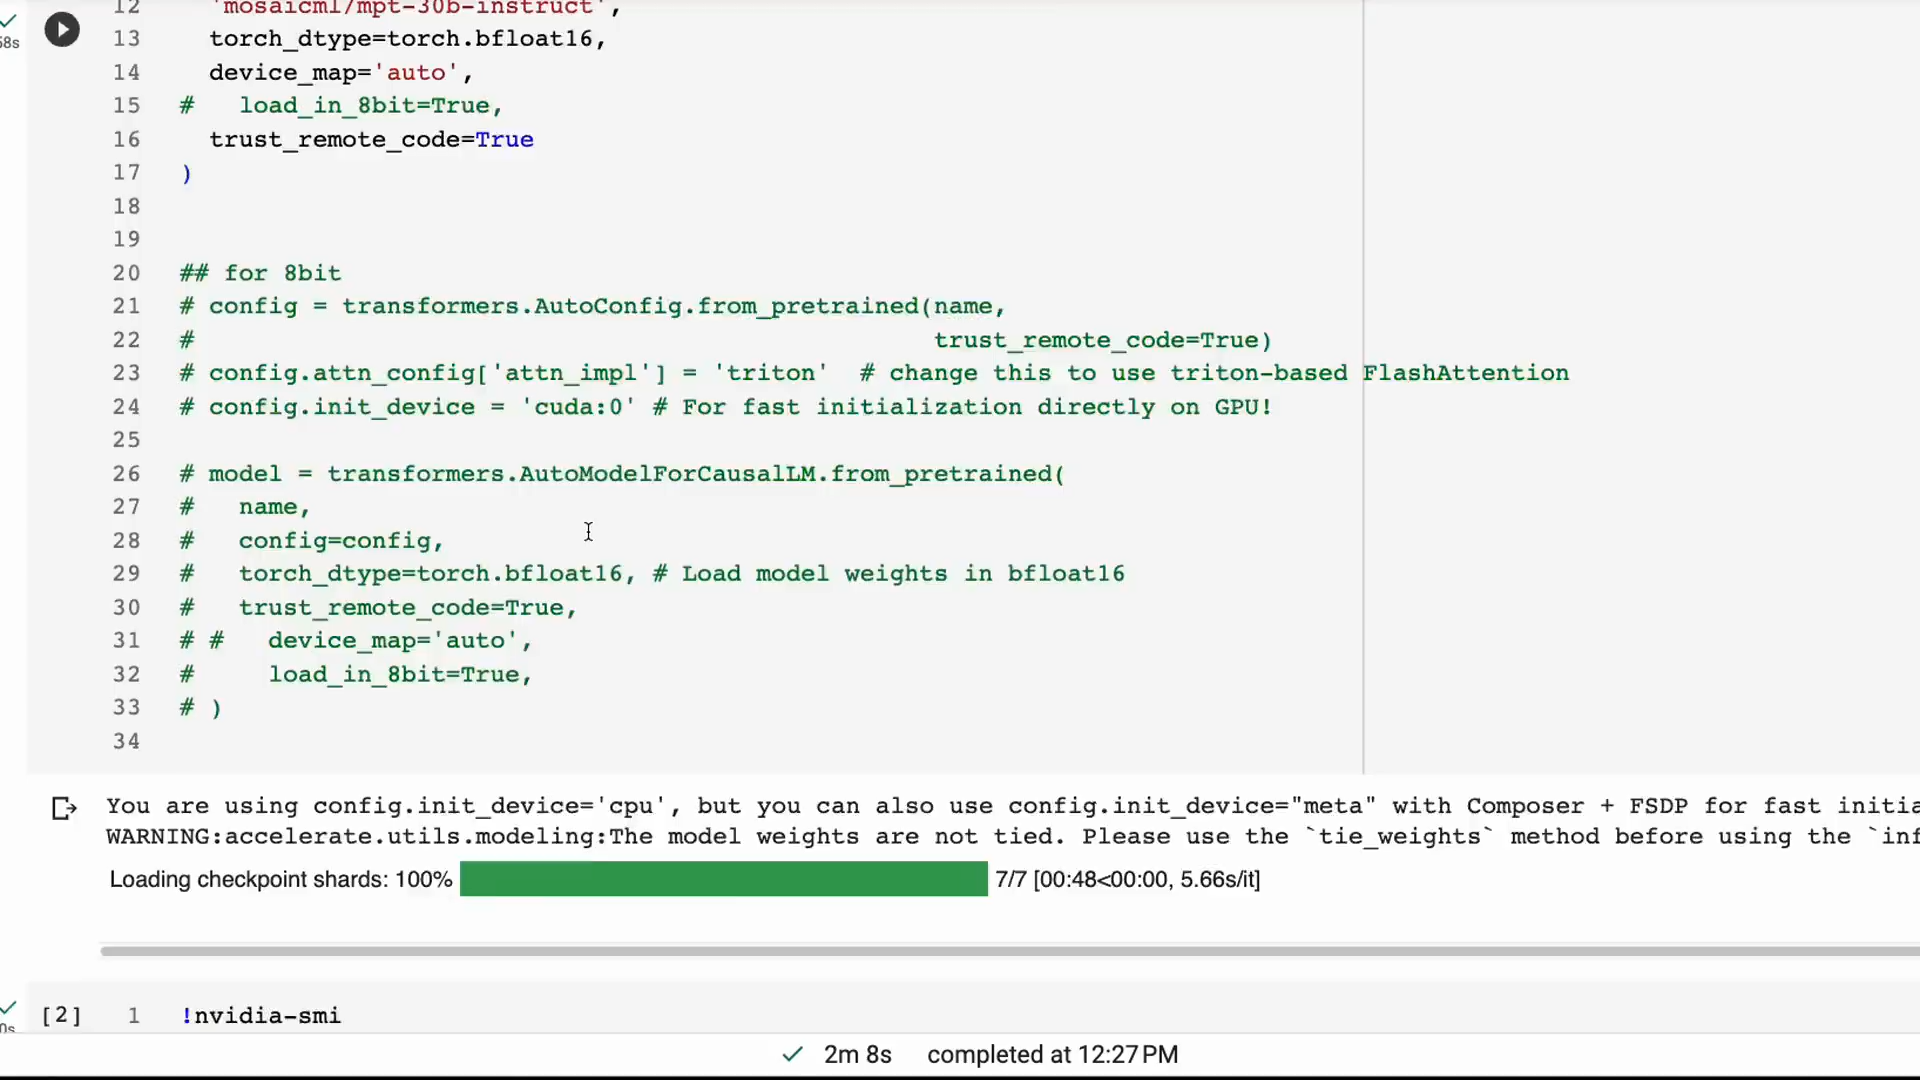 12 'mosaicml/mpt-30b-instruct',
58s 13 torch_dtype=torch.bfloat16,
14 device_map='auto',
15 # load_in_8bit=True,
16 trust_remote_code=True
17 )
18
19
20 ## for 8bit
21 # config = transformers.AutoConfig.from_pretrained(name,
22 # trust_remote_code=True)
23 # config.attn_config['attn_impl'] = 'triton' # change this to use triton-based FlashAttention
24 # config.init_device = 'cuda:0' # For fast initialization directly on GPU!
25
26 # model = transformers.AutoModelForCausalLM.from_pretrained(
27 # name,
28 # config=config,
29 # torch_dtype=torch.bfloat16, # Load model weights in bfloat16
30 # trust_remote_code=True,
31 # # device_map='auto',
32 # load_in_8bit=True,
33 # )
34
You are using config.init_device='cpu', but you can also use config.init_device="meta" with Composer + FSDP for fast initia
WARNING:accelerate.utils.modeling:The model weights are not tied. Please use the `tie_weights` method before using the `inf
Loading checkpoint shards: 100% 7/7 [00:48<00:00, 5.66s/it]
0s [2] 1 !nvidia-smi
2m 8s completed at 12:27 PM